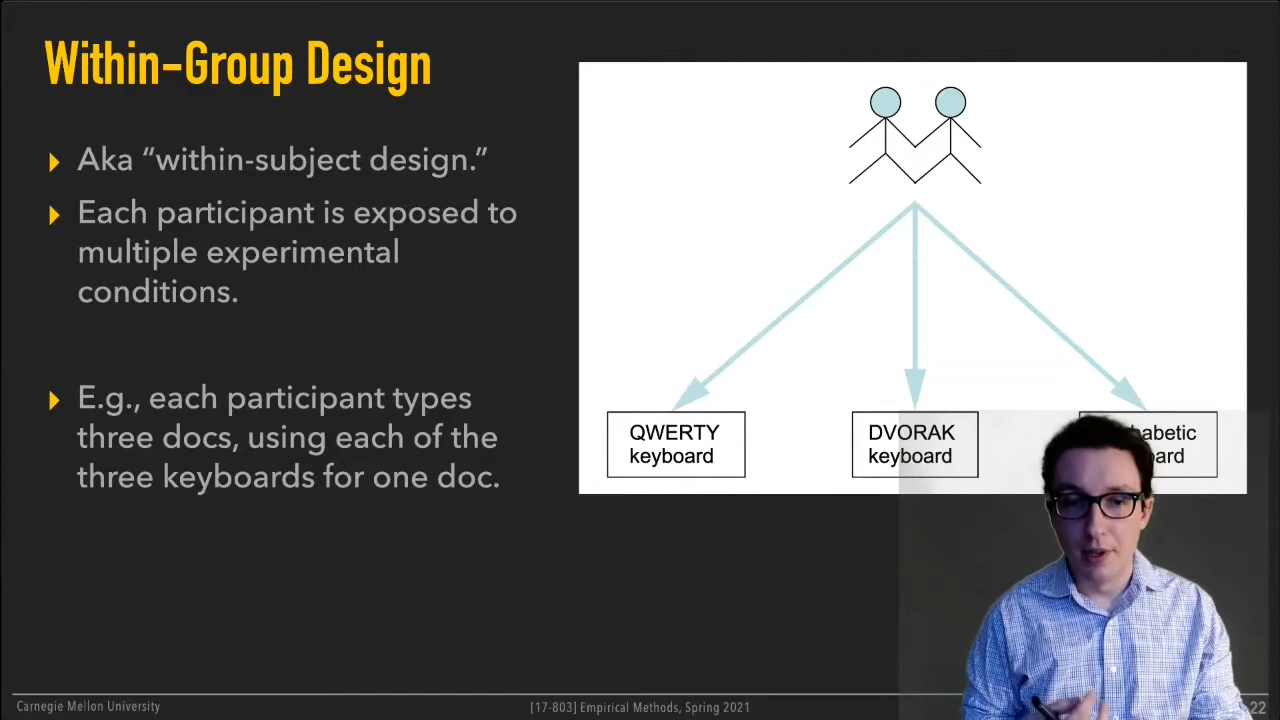 Within-Group Design
Aka “within-subject design.”
Each participant is exposed to
multiple experimental
conditions.
E.g., each participant types
three docs, using each of the
three keyboards for one doc.
QWERTY
keyboard
DVORAK
keyboard
Carnegie Mellon University
[17-803] Empirical Methods, Spring 2021
22